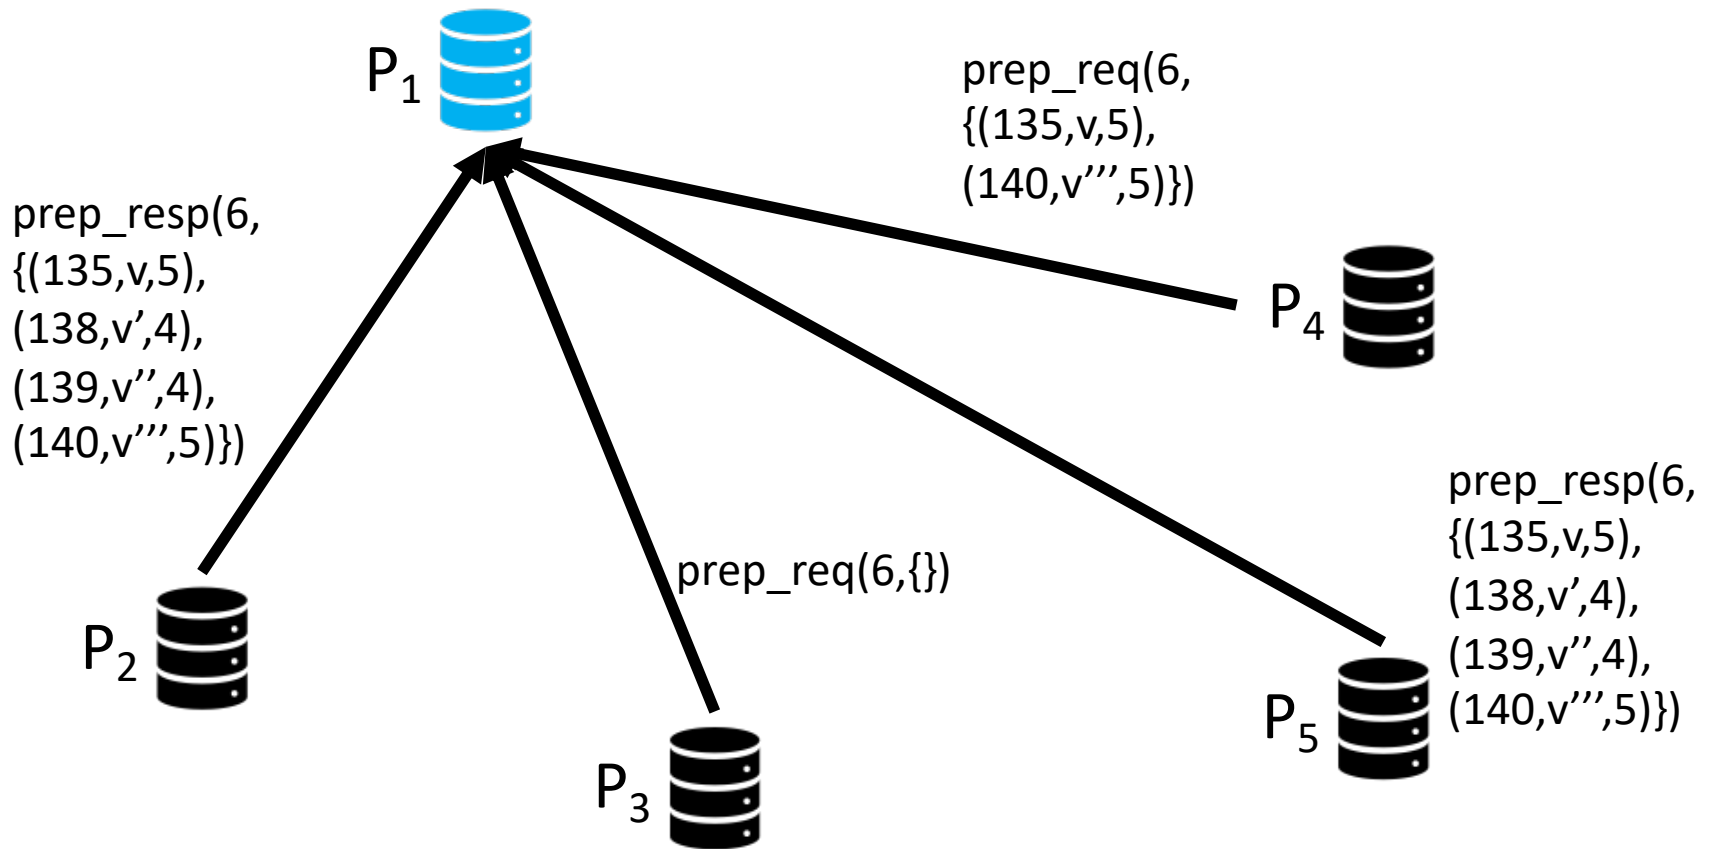 P1
prep_req(6,
{(135,v,5),
(140,v’’’,5)})
prep_resp(6,
{(135,v,5),
(138,v',4),
(139,v’’,4),
(140,v’’’,5)})
P4
prep_resp(6,
{(135,v,5),
(138,v',4),
(139,v’’,4),
(140,v’’’,5)})
prep_req(6,{})
P2
P5
P3